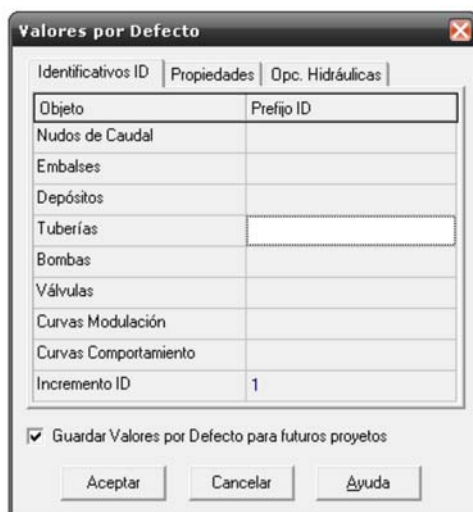 Valores por Defecto
Identificativos ID Propiedades Opc. Hidráulicas
Objeto Prefijo ID
Nudos de Caudal
Embalses
Depósitos
Tuberías
Bombas
Válvulas
Curvas Modulación
Curvas Comportamiento
Incremento ID 1
Guardar Valores por Defecto para futuros proyetos
Aceptar Cancelar Ayuda